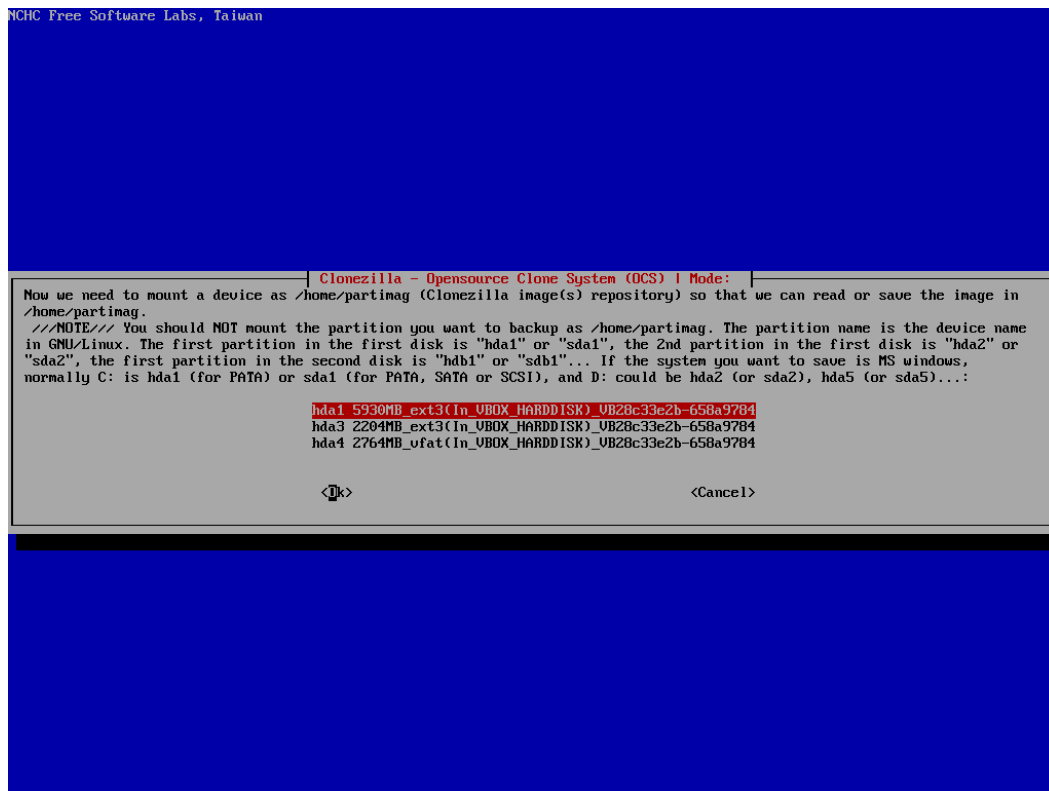 NCHC Free Software Labs, Taiwan
Clonezilla - Opensource Clone System (OCS) | Mode:
Now we need to mount a device as /home/partimag (Clonezilla image(s) repository) so that we can read or save the image in
/home/partimag.
///NOTE/// You should NOT mount the partition you want to backup as /home/partimag. The partition name is the device name
in GNU/Linux. The first partition in the first disk is "hda1" or "sda1", the 2nd partition in the first disk is "hda2" or
"sda2", the first partition in the second disk is "hdb1" or "sdb1"... If the system you want to save is MS windows,
normally C: is hda1 (for PATA) or sda1 (for PATA, SATA or SCSI), and D: could be hda2 (or sda2), hda5 (or sda5)...:
hda1 5930MB_ext3(In_VBOX_HARDDISK)_VB28c33e2b-658a9784
hda3 2204MB_ext3(In_VBOX_HARDDISK)_VB28c33e2b-658a9784
hda4 2764MB_vfat(In_VBOX_HARDDISK)_VB28c33e2b-658a9784
<Ok> <Cancel>